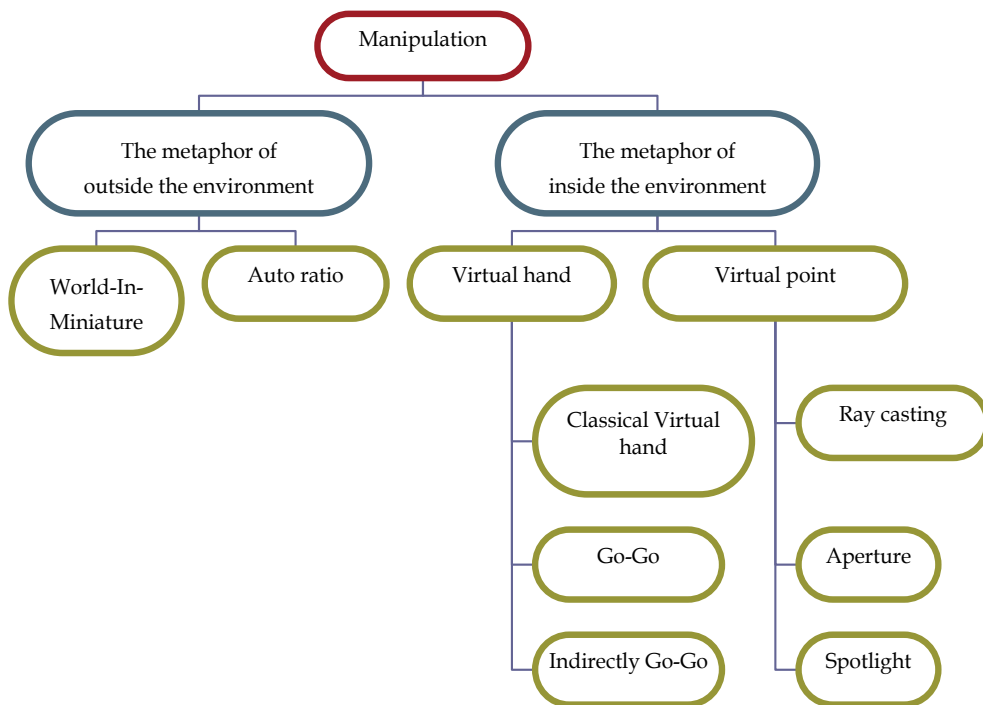 Manipulation
The metaphor of
outside the environment
The metaphor of
inside the environment
World-In-
Miniature
Auto ratio
Virtual hand
Virtual point
Classical Virtual
hand
Ray casting
Go-Go
Aperture
Indirectly Go-Go
Spotlight